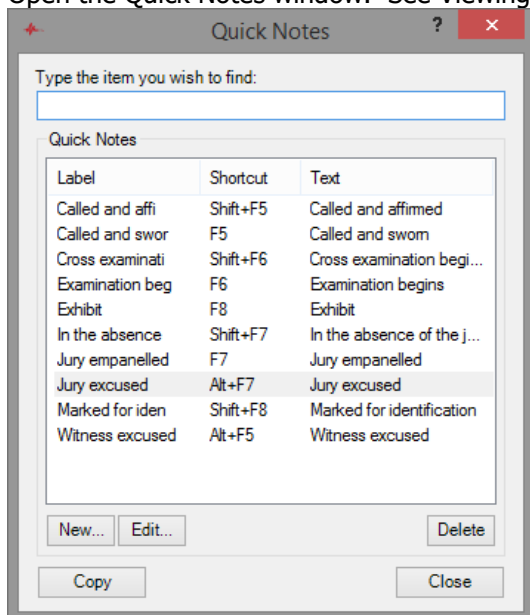 Open the Quick Notes window. See Viewing
Quick Notes ? ×
Type the item you wish to find:
Quick Notes
Label Shortcut Text
Called and affi Shift+F5 Called and affirmed
Called and swor F5 Called and sworn
Cross examinati Shift+F6 Cross examination begi...
Examination beg F6 Examination begins
Exhibit F8 Exhibit
In the absence Shift+F7 In the absence of the j...
Jury empanelled F7 Jury empanelled
Jury excused Alt+F7 Jury excused
Marked for iden Shift+F8 Marked for identification
Witness excused Alt+F5 Witness excused
New... Edit... Delete
Copy Close